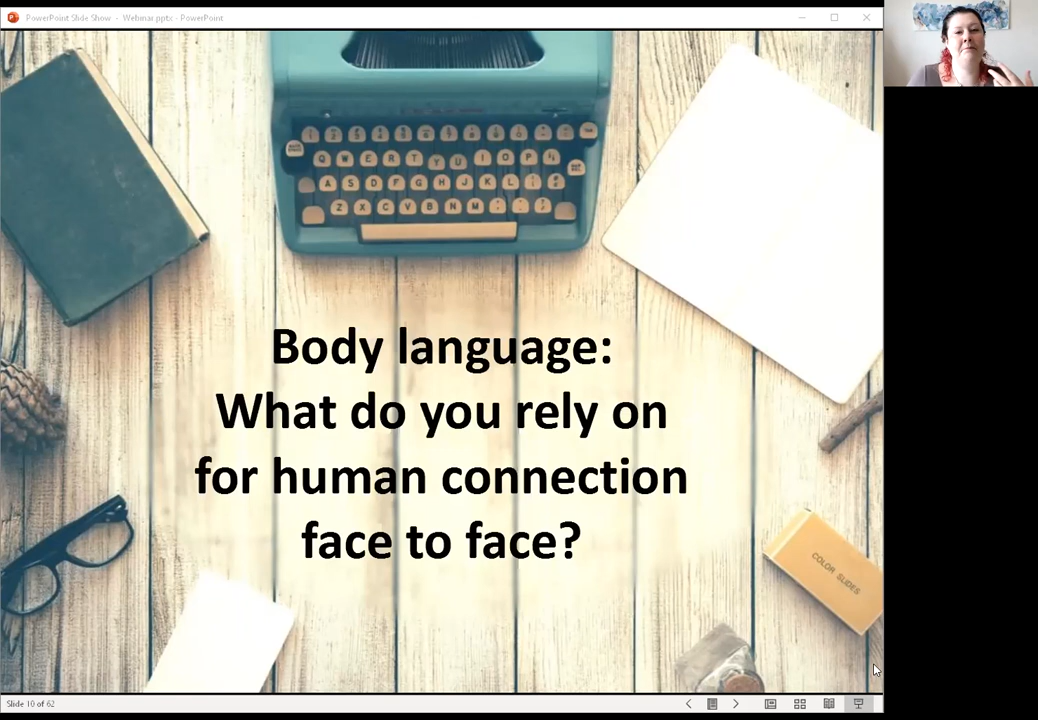 PowerPoint Slide Show - Webinar.pptx - PowerPoint
Q W E R T Y U I O P
A S D F G H J K L
Z X C V B N M
Body language:
What do you rely on
for human connection
face to face?
COLOR SLIDES
Slide 10 of 62